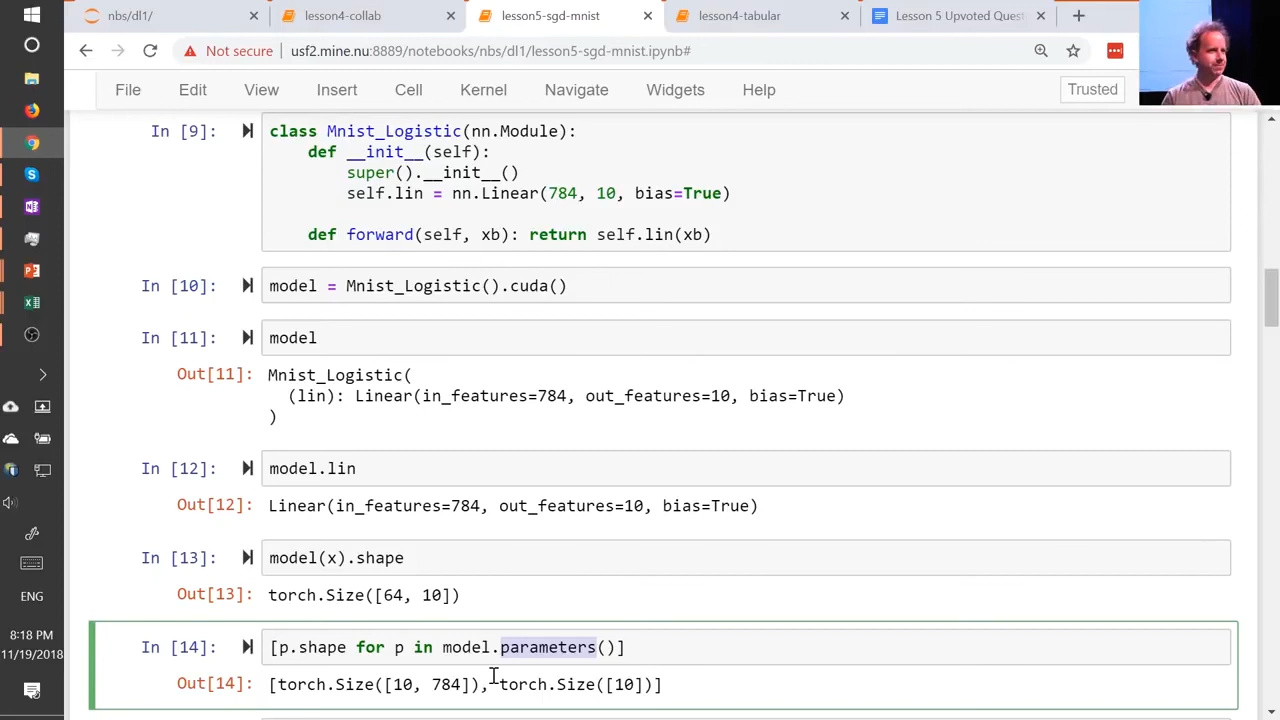 nbs/dl1/
lesson4-collab
lesson5-sgd-mnist
lesson4-tabular
Lesson 5 Upvoted Quest
Not secure | usf2.mine.nu:8889/notebooks/nbs/dl1/lesson5-sgd-mnist.ipynb#
File Edit View Insert Cell Kernel Navigate Widgets Help Trusted
In [9]: class Mnist_Logistic(nn.Module):
def __init__(self):
super().__init__()
self.lin = nn.Linear(784, 10, bias=True)
def forward(self, xb): return self.lin(xb)
In [10]: model = Mnist_Logistic().cuda()
In [11]: model
Out[11]: Mnist_Logistic(
(lin): Linear(in_features=784, out_features=10, bias=True)
)
In [12]: model.lin
Out[12]: Linear(in_features=784, out_features=10, bias=True)
In [13]: model(x).shape
Out[13]: torch.Size([64, 10])
In [14]: [p.shape for p in model.parameters()]
Out[14]: [torch.Size([10, 784]), torch.Size([10])]
ENG
8:18 PM
11/19/2018